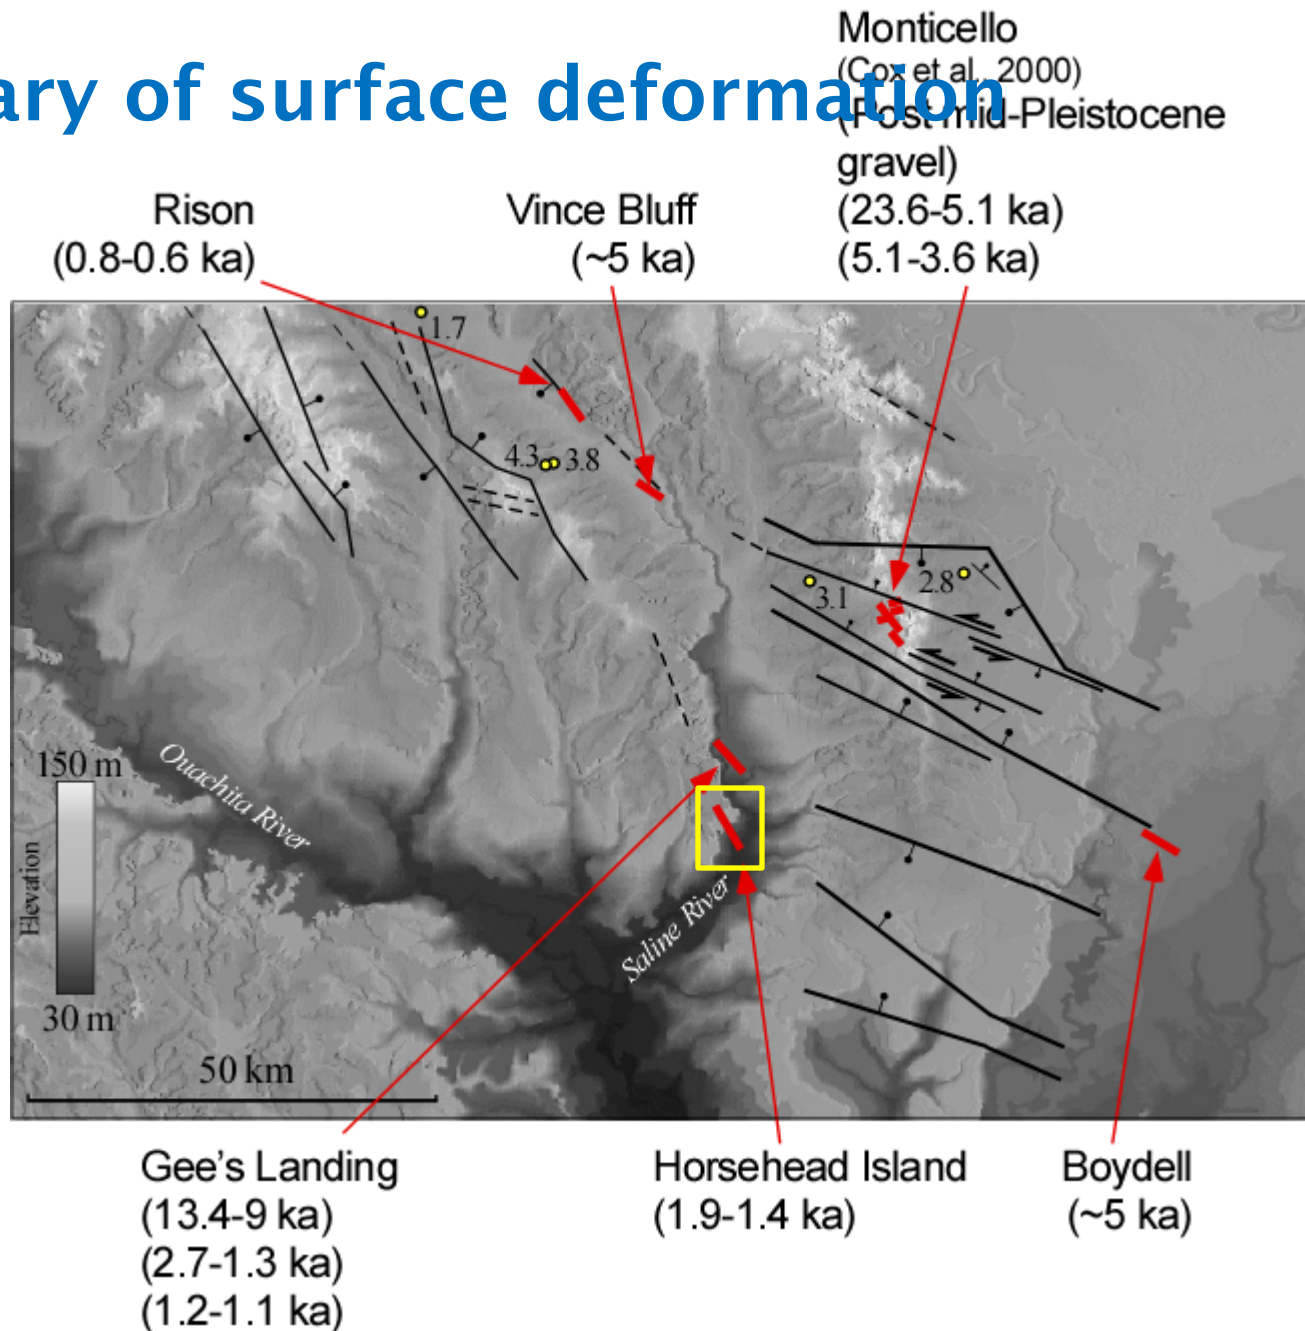 ary of surface deformation
Monticello
(Cox et al., 2000)
(Post mid-Pleistocene
gravel)
(23.6-5.1 ka)
(5.1-3.6 ka)
Rison
(0.8-0.6 ka)
Vince Bluff
(~5 ka)
1.7
4.3
3.8
3.1
2.8
150 m
Elevation
30 m
Ouachita River
Saline River
50 km
Gee's Landing
(13.4-9 ka)
(2.7-1.3 ka)
(1.2-1.1 ka)
Horsehead Island
(1.9-1.4 ka)
Boydell
(~5 ka)